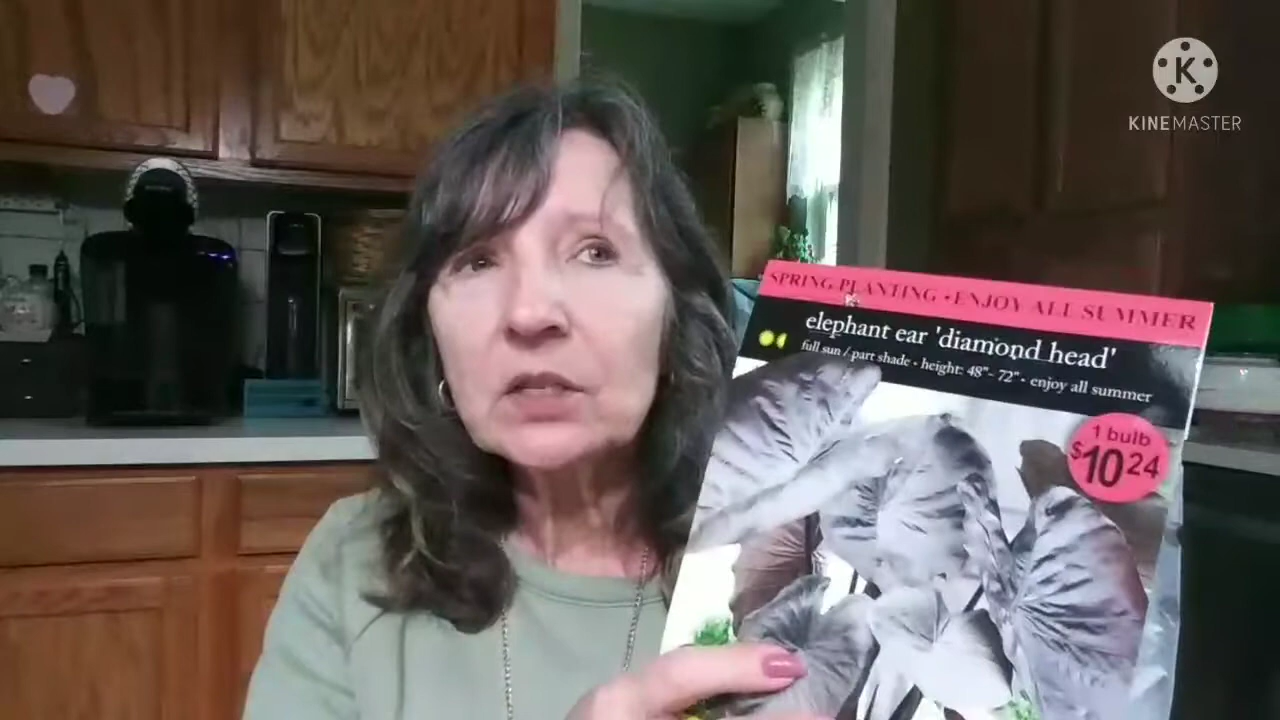 K
KINEMASTER
SPRING PLANTING • ENJOY ALL SUMMER
elephant ear 'diamond head'
full sun / part shade • height: 48"- 72" • enjoy all summer
1 bulb
$10 24